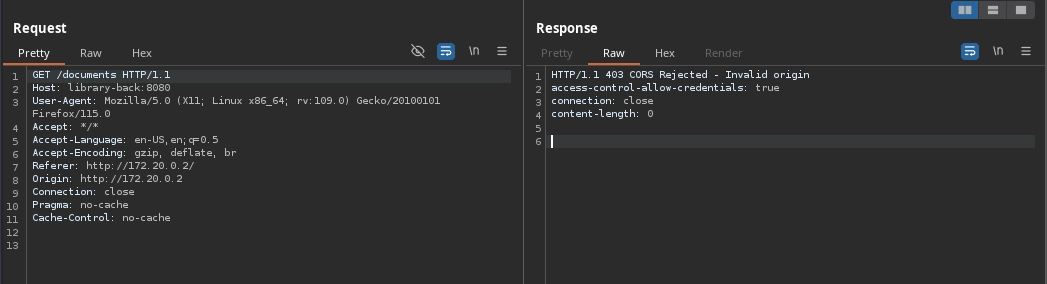 Request
Pretty Raw Hex \n
1 GET /documents HTTP/1.1
2 Host: library-back:8080
3 User-Agent: Mozilla/5.0 (X11; Linux x86_64; rv:109.0) Gecko/20100101
Firefox/115.0
4 Accept: */*
5 Accept-Language: en-US,en;q=0.5
6 Accept-Encoding: gzip, deflate, br
7 Referer: http://172.20.0.2/
8 Origin: http://172.20.0.2
9 Connection: close
10 Pragma: no-cache
11 Cache-Control: no-cache
12
13
Response
Pretty Raw Hex Render \n
1 HTTP/1.1 403 CORS Rejected - Invalid origin
2 access-control-allow-credentials: true
3 connection: close
4 content-length: 0
5
6